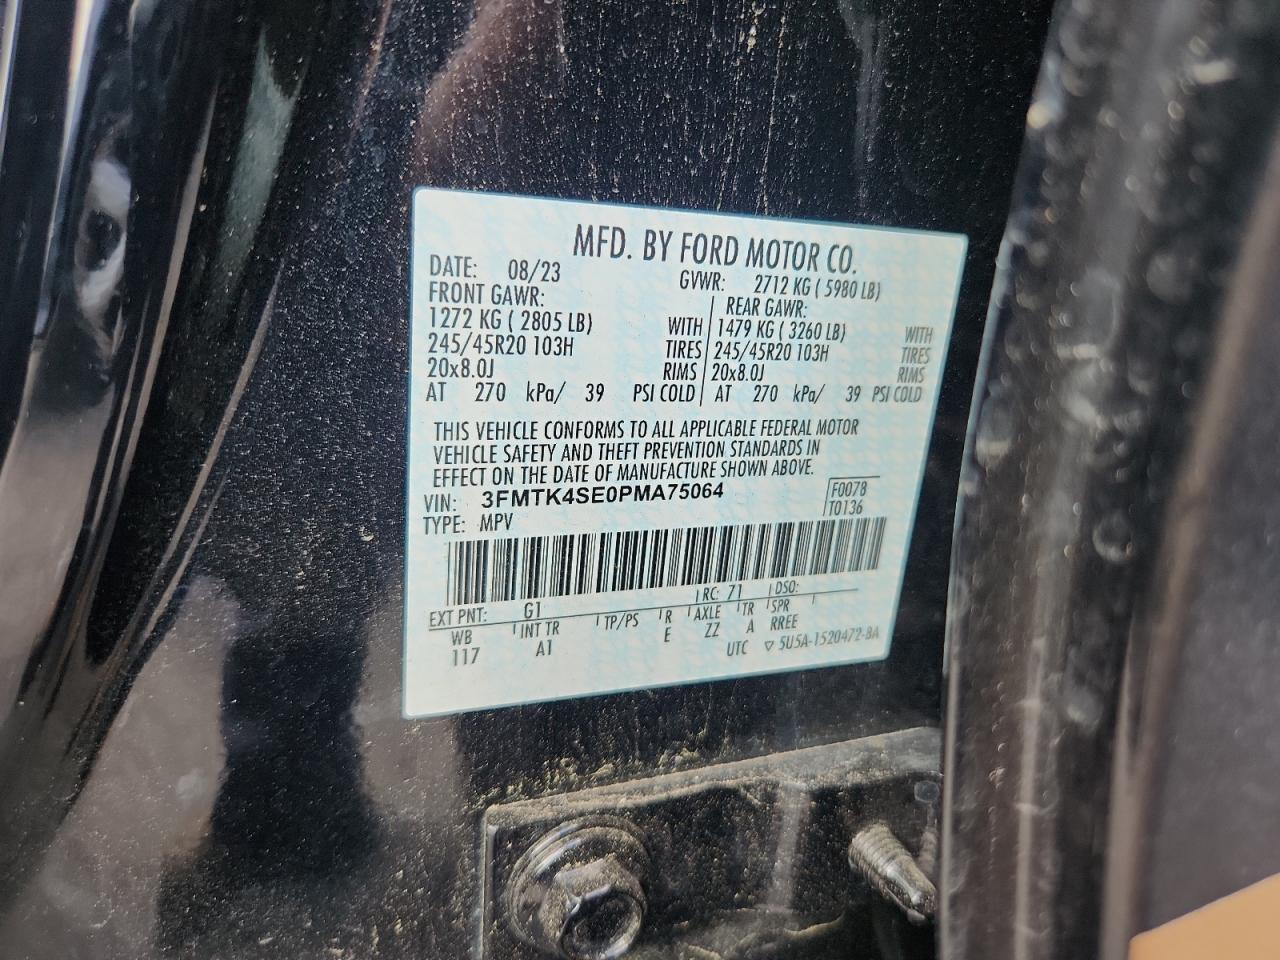 MFD. BY FORD MOTOR CO.
DATE: 08/23 GVWR: 2712 KG ( 5980 LB)
FRONT GAWR: REAR GAWR:
1272 KG ( 2805 LB) WITH 1479 KG ( 3260 LB) WITH
245/45R20 103H TIRES 245/45R20 103H TIRES
20x8.0J RIMS 20x8.0J RIMS
AT 270 kPa/ 39 PSI COLD AT 270 kPa/ 39 PSI COLD
THIS VEHICLE CONFORMS TO ALL APPLICABLE FEDERAL MOTOR
VEHICLE SAFETY AND THEFT PREVENTION STANDARDS IN
EFFECT ON THE DATE OF MANUFACTURE SHOWN ABOVE.
VIN: 3FMTK4SE0PMA75064 F0078
TYPE: MPV T0136
EXT PNT: G1 RC: 71 DSO:
WB INT TR TP/PS R AXLE TR SPR
117 A1 E ZZ A RREE
UTC ▽ 5U5A-1520472-BA